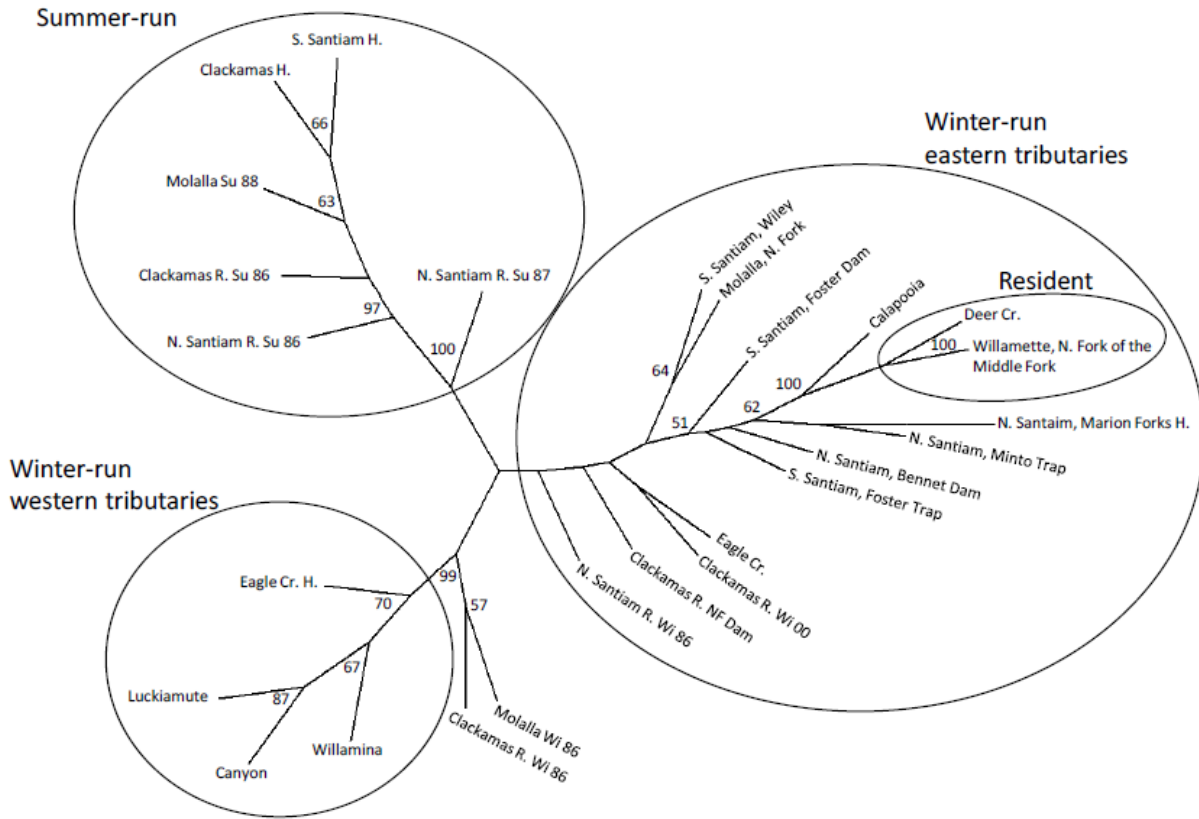 Summer-run
S. Santiam H.
Clackamas H.
66
Molalla Su 88
63
Clackamas R. Su 86
N. Santiam R. Su 87
97
N. Santiam R. Su 86
100
Winter-run
eastern tributaries
S. Santiam, Wiley
Molalla, N. Fork
S. Santiam, Foster Dam
Calapooia
Resident
Deer Cr.
100
Willamette, N. Fork of the
Middle Fork
64
100
51
62
N. Santaim, Marion Forks H.
N. Santiam, Minto Trap
N. Santiam, Bennet Dam
S. Santiam, Foster Trap
Eagle Cr.
Clackamas R. Wi 00
Clackamas R. NF Dam
N. Santiam R. Wi 86
Winter-run
western tributaries
99
Eagle Cr. H.
70
57
67
Luckiamute
87
Willamina
Canyon
Molalla Wi 86
Clackamas R. Wi 86